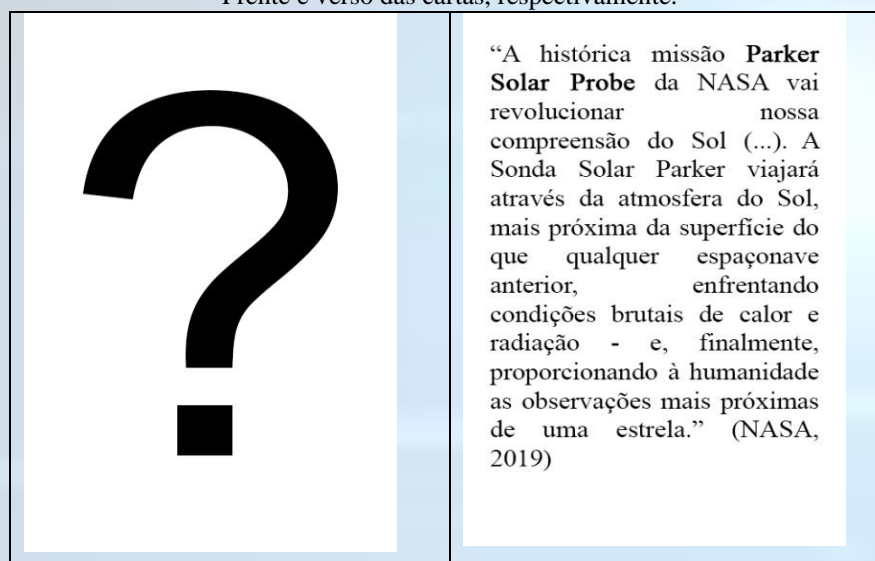 Frente e verso das cartas, respectivamente.
?
“A histórica missão Parker
Solar Probe da NASA vai
revolucionar nossa
compreensão do Sol (...). A
Sonda Solar Parker viajará
através da atmosfera do Sol,
mais próxima da superfície do
que qualquer espaçonave
anterior, enfrentando
condições brutais de calor e
radiação - e, finalmente,
proporcionando à humanidade
as observações mais próximas
de uma estrela.” (NASA,
2019)